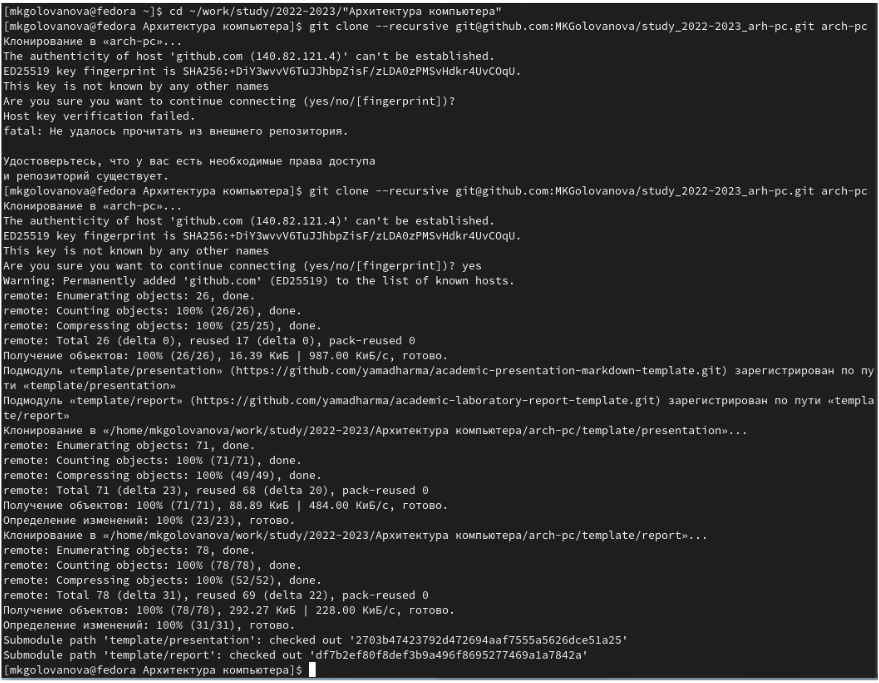 [mkgolovanova@fedora ~]$ cd ~/work/study/2022-2023/"Архитектура компьютера"
[mkgolovanova@fedora Архитектура компьютера]$ git clone --recursive git@github.com:MKGolovanova/study_2022-2023_arh-pc.git arch-pc
Клонирование в «arch-pc»...
The authenticity of host 'github.com (140.82.121.4)' can't be established.
ED25519 key fingerprint is SHA256:+DiY3wvvV6TuJJhbpZisF/zLDA0zPMSvHdkr4UvCOqU.
This key is not known by any other names
Are you sure you want to continue connecting (yes/no/[fingerprint])?
Host key verification failed.
fatal: Не удалось прочитать из внешнего репозитория.

Удостоверьтесь, что у вас есть необходимые права доступа
и репозиторий существует.
[mkgolovanova@fedora Архитектура компьютера]$ git clone --recursive git@github.com:MKGolovanova/study_2022-2023_arh-pc.git arch-pc
Клонирование в «arch-pc»...
The authenticity of host 'github.com (140.82.121.4)' can't be established.
ED25519 key fingerprint is SHA256:+DiY3wvvV6TuJJhbpZisF/zLDA0zPMSvHdkr4UvCOqU.
This key is not known by any other names
Are you sure you want to continue connecting (yes/no/[fingerprint])? yes
Warning: Permanently added 'github.com' (ED25519) to the list of known hosts.
remote: Enumerating objects: 26, done.
remote: Counting objects: 100% (26/26), done.
remote: Compressing objects: 100% (25/25), done.
remote: Total 26 (delta 0), reused 17 (delta 0), pack-reused 0
Получение объектов: 100% (26/26), 16.39 КиБ | 987.00 КиБ/с, готово.
Подмодуль «template/presentation» (https://github.com/yamadharma/academic-presentation-markdown-template.git) зарегистрирован по пу
ти «template/presentation»
Подмодуль «template/report» (https://github.com/yamadharma/academic-laboratory-report-template.git) зарегистрирован по пути «templa
te/report»
Клонирование в «/home/mkgolovanova/work/study/2022-2023/Архитектура компьютера/arch-pc/template/presentation»...
remote: Enumerating objects: 71, done.
remote: Counting objects: 100% (71/71), done.
remote: Compressing objects: 100% (49/49), done.
remote: Total 71 (delta 23), reused 68 (delta 20), pack-reused 0
Получение объектов: 100% (71/71), 88.89 КиБ | 484.00 КиБ/с, готово.
Определение изменений: 100% (23/23), готово.
Клонирование в «/home/mkgolovanova/work/study/2022-2023/Архитектура компьютера/arch-pc/template/report»...
remote: Enumerating objects: 78, done.
remote: Counting objects: 100% (78/78), done.
remote: Compressing objects: 100% (52/52), done.
remote: Total 78 (delta 31), reused 69 (delta 22), pack-reused 0
Получение объектов: 100% (78/78), 292.27 КиБ | 228.00 КиБ/с, готово.
Определение изменений: 100% (31/31), готово.
Submodule path 'template/presentation': checked out '2703b47423792d472694aaf7555a5626dce51a25'
Submodule path 'template/report': checked out 'df7b2ef80f8def3b9a496f8695277469a1a7842a'
[mkgolovanova@fedora Архитектура компьютера]$